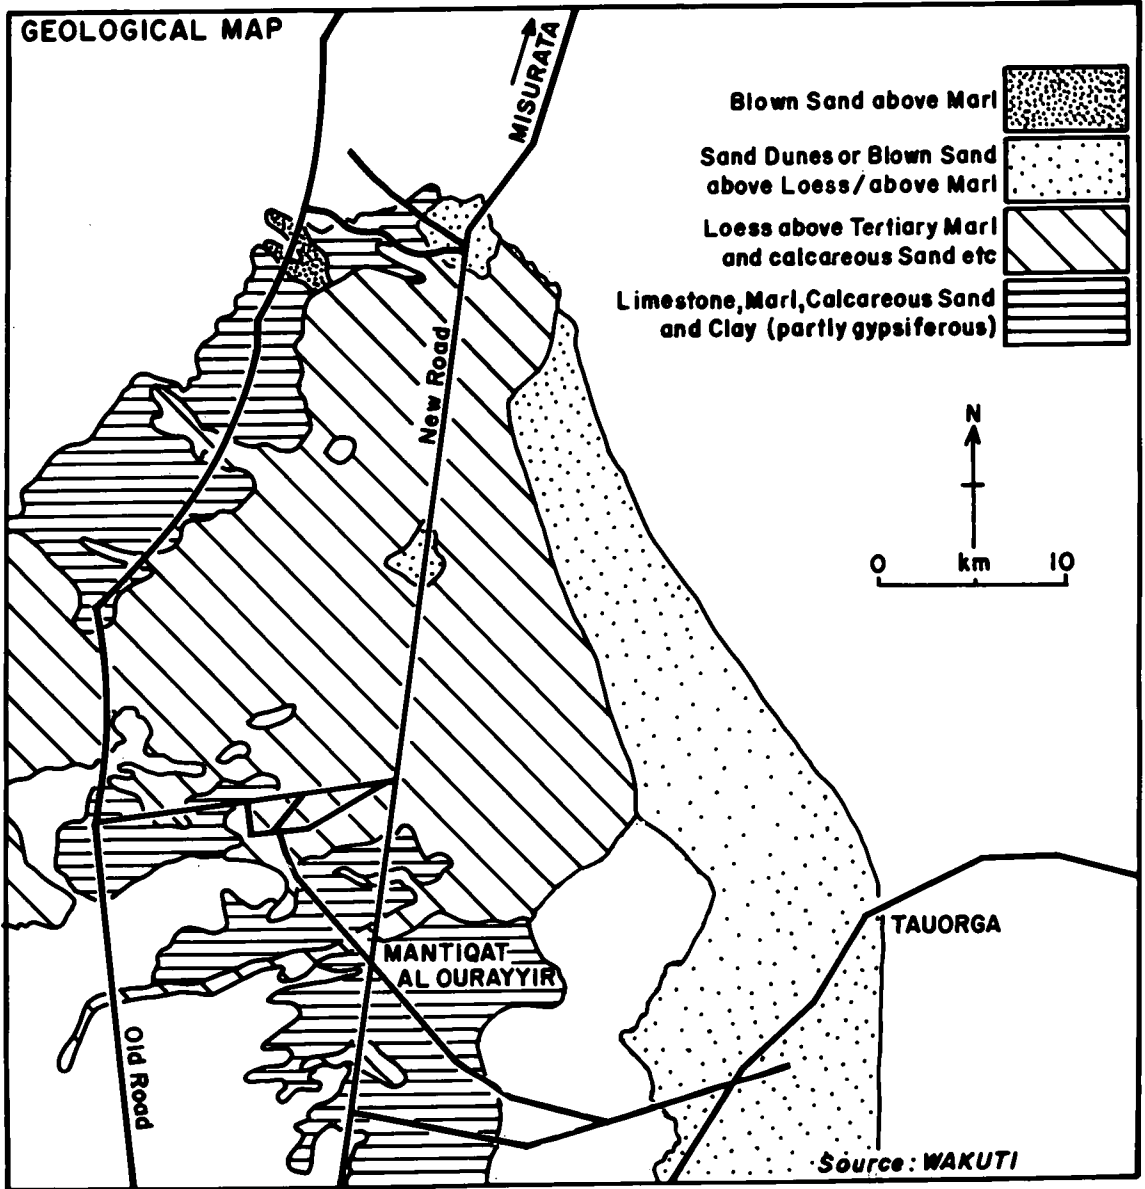 GEOLOGICAL MAP
MISURATA
Blown Sand above Marl
Sand Dunes or Blown Sand
above Loess/above Marl
Loess above Tertiary Marl
and calcareous Sand etc
Limestone, Marl, Calcareous Sand
and Clay (partly gypsiferous)
New Road
N
0 km 10
TAUORGA
MANTIQAT
AL OURAYYIR
Old Road
Source: WAKUTI